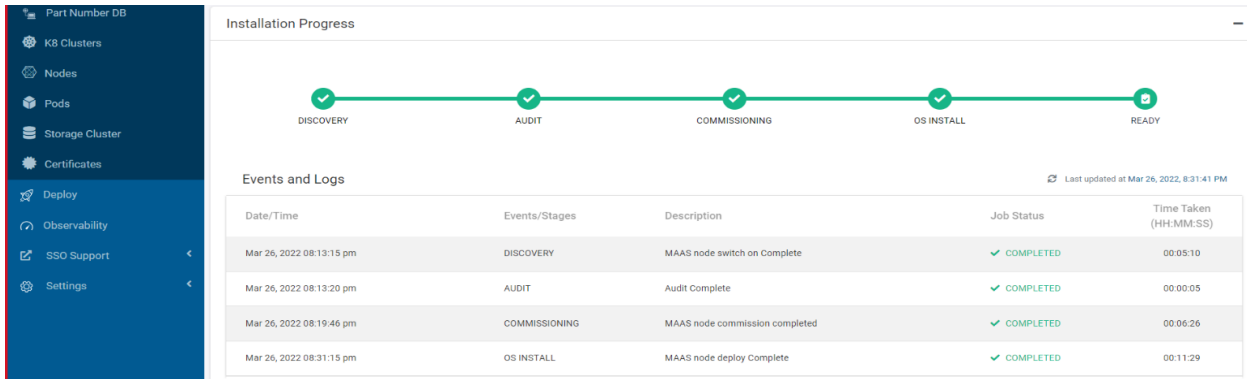 Part Number DB
K8 Clusters
Nodes
Pods
Storage Cluster
Certificates
Deploy
Observability
SSO Support
Settings
Installation Progress
DISCOVERY AUDIT COMMISSIONING OS INSTALL READY
Events and Logs
Last updated at Mar 26, 2022, 8:31:41 PM
Date/Time Events/Stages Description Job Status Time Taken
(HH:MM:SS)
Mar 26, 2022 08:13:15 pm DISCOVERY MAAS node switch on Complete COMPLETED 00:05:10
Mar 26, 2022 08:13:20 pm AUDIT Audit Complete COMPLETED 00:00:05
Mar 26, 2022 08:19:46 pm COMMISSIONING MAAS node commission completed COMPLETED 00:06:26
Mar 26, 2022 08:31:15 pm OS INSTALL MAAS node deploy Complete COMPLETED 00:11:29